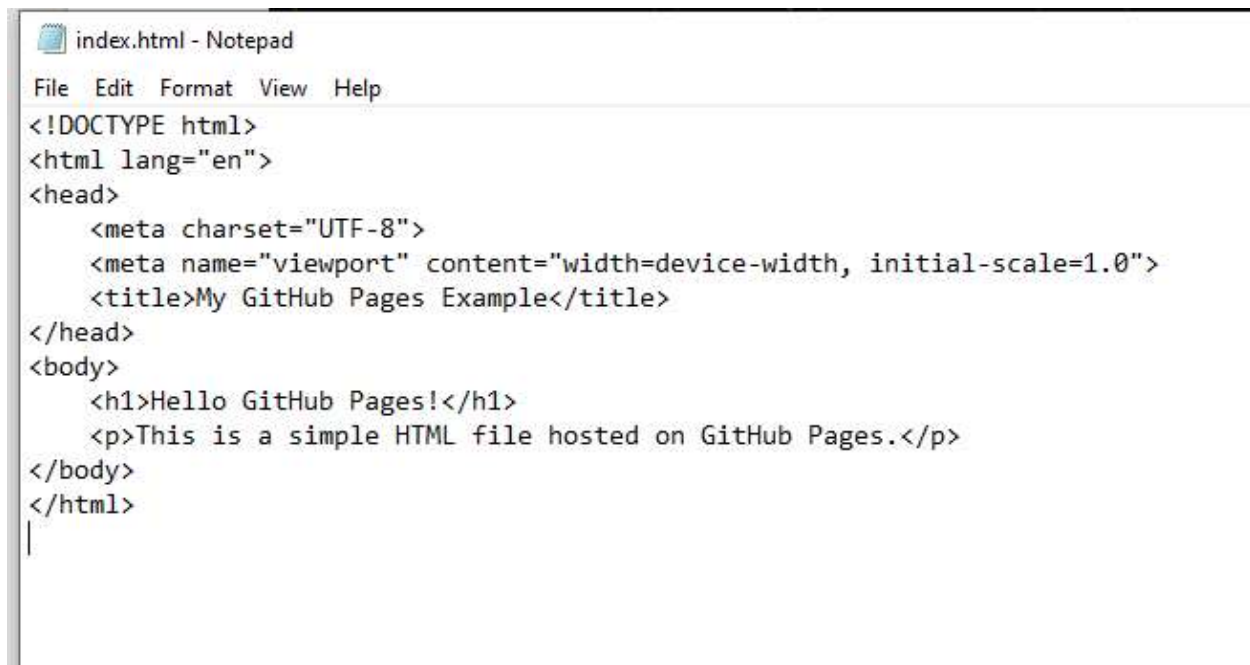 index.html - Notepad
File Edit Format View Help
<!DOCTYPE html>
<html lang="en">
<head>
    <meta charset="UTF-8">
    <meta name="viewport" content="width=device-width, initial-scale=1.0">
    <title>My GitHub Pages Example</title>
</head>
<body>
    <h1>Hello GitHub Pages!</h1>
    <p>This is a simple HTML file hosted on GitHub Pages.</p>
</body>
</html>